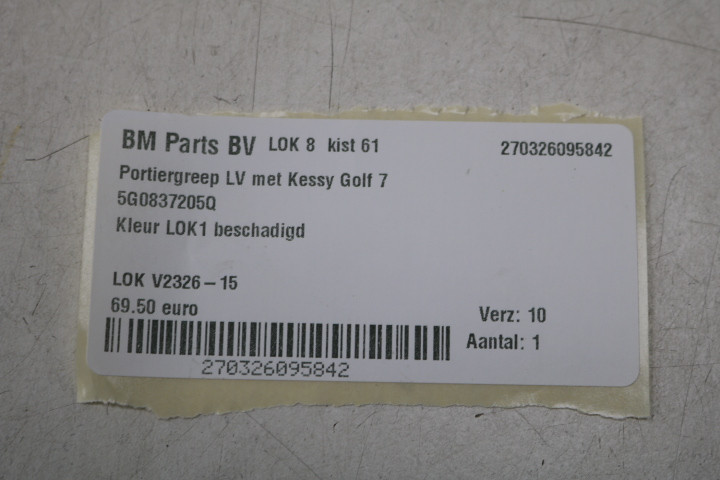 BM Parts BV LOK 8 kist 61 270326095842
Portiergreep LV met Kessy Golf 7
5G0837205Q
Kleur LOK1 beschadigd
LOK V2326-15
69.50 euro
Verz: 10
Aantal: 1
270326095842